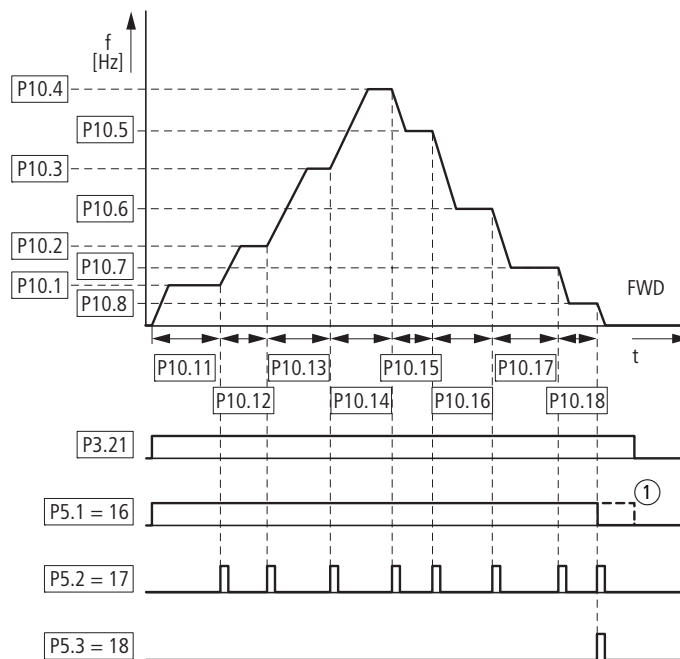 f
[Hz]
P10.4
P10.5
P10.3
P10.6
P10.2
P10.7
P10.1
P10.8
FWD
t
P10.11 P10.13 P10.15 P10.17
P10.12 P10.14 P10.16 P10.18
P3.21
P5.1 = 16
1
P5.2 = 17
P5.3 = 18